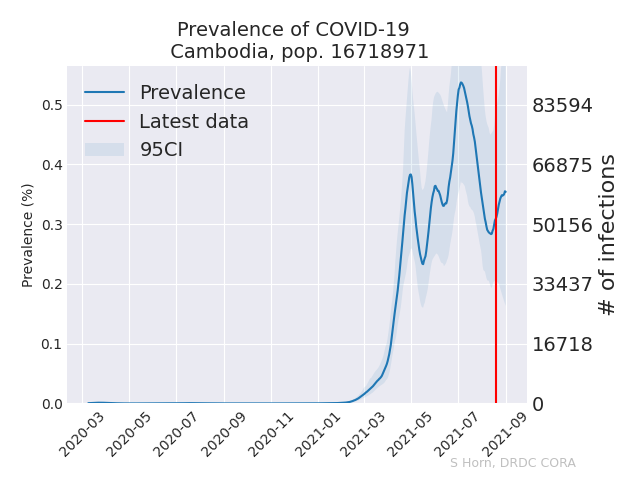 Prevalence of COVID-19
Cambodia, pop. 16718971
Prevalence
Latest data
95CI
Prevalence (%)
0.5
0.4
0.3
0.2
0.1
0.0
83594
66875
50156
33437
16718
0
# of infections
2020-03
2020-05
2020-07
2020-09
2020-11
2021-01
2021-03
2021-05
2021-07
2021-09
S Horn, DRDC CORA